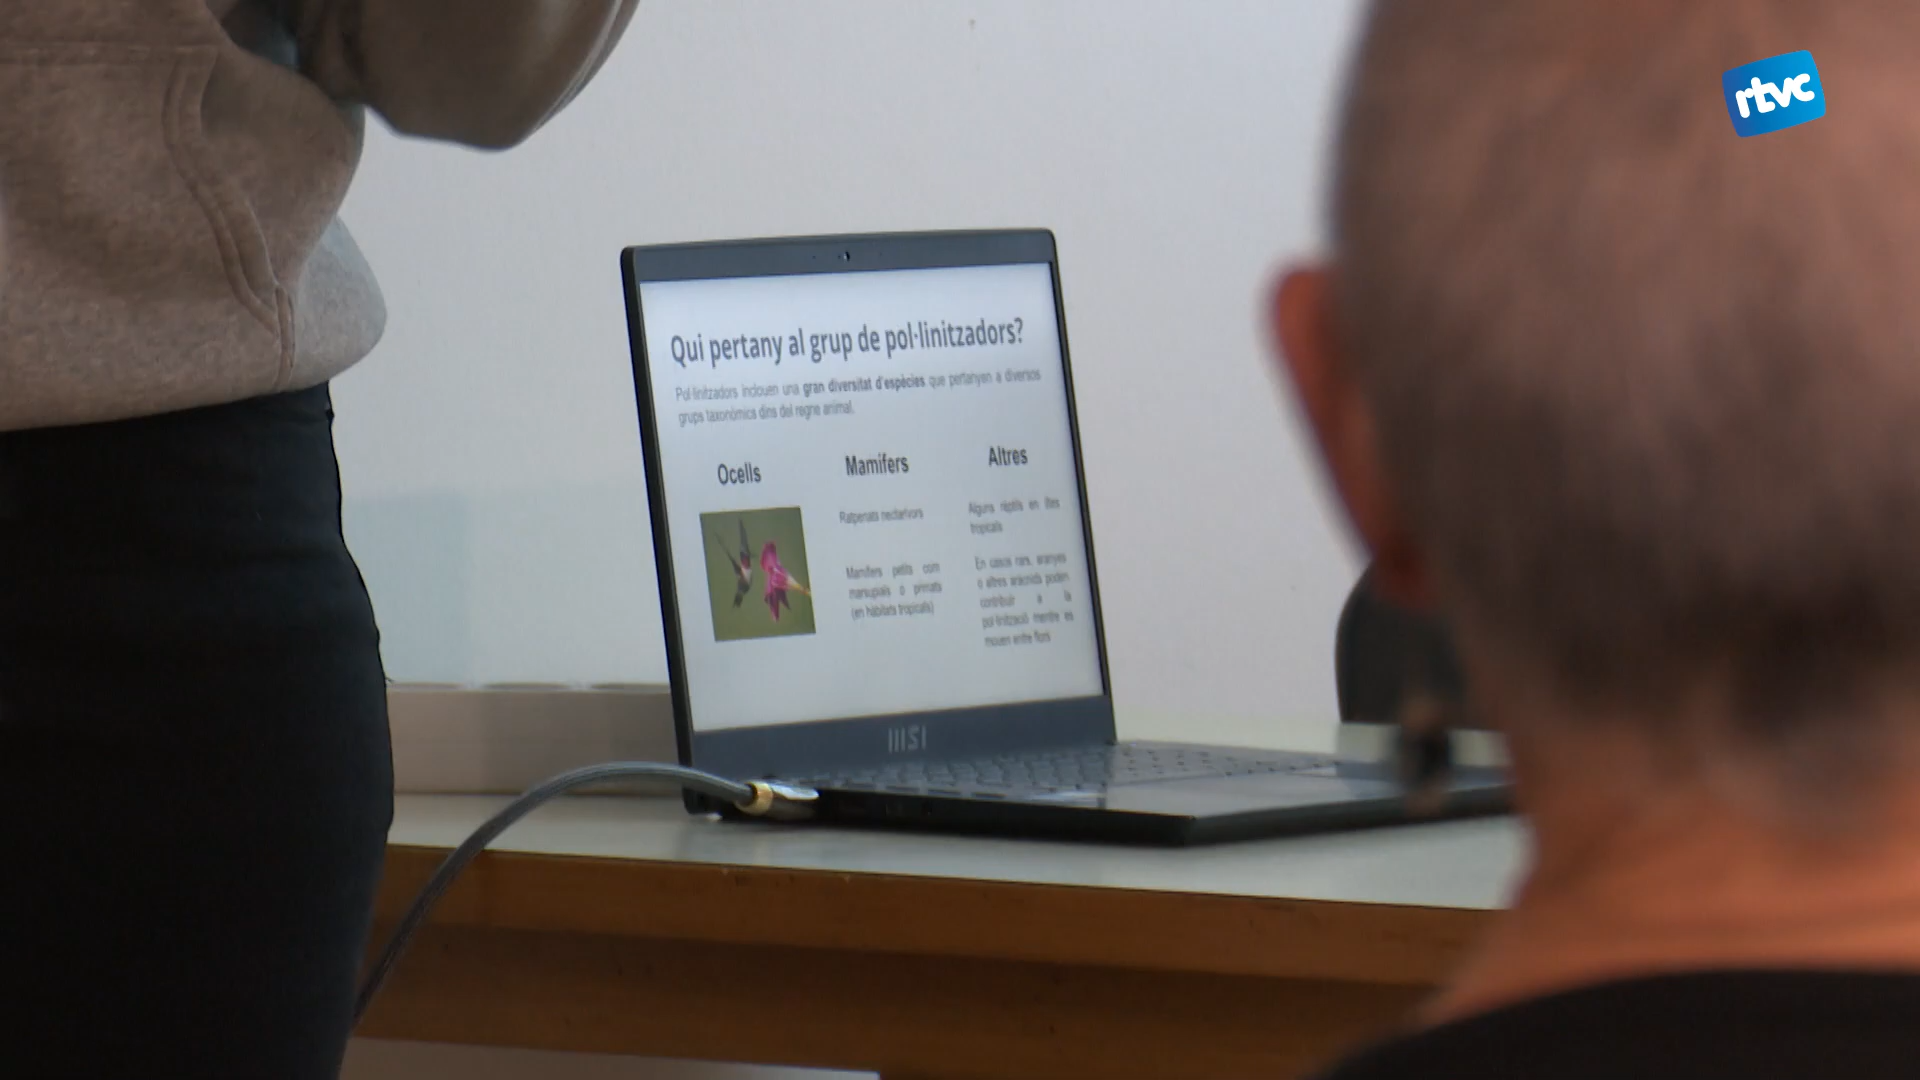 rtvc
Qui pertany al grup de pol·linitzadors?
Pol·linitzadors inclouen una gran diversitat d'espècies que pertanyen a diversos
grups taxonòmics dins del regne animal.
Ocells
Mamífers
Altres
Ratpenats nectarívors
Mamífers petits com
marsupials o primats
(en hàbitats tropicals)
Alguns rèptils en illes
tropicals
En casos rars, aranyes
o altres aràcnids poden
contribuir a la
pol·linització mentre es
mouen entre flors
msi